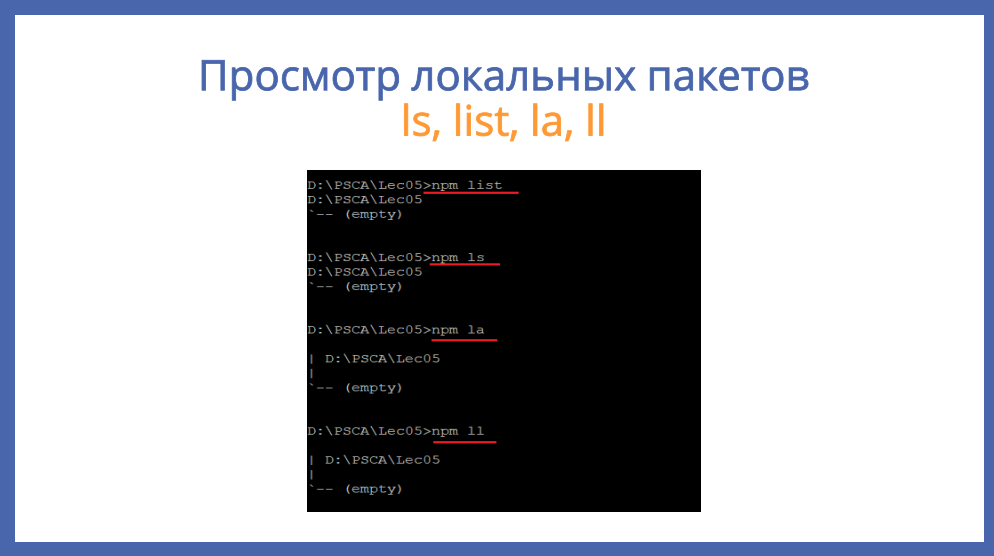 Просмотр локальных пакетов
ls, list, la, ll
D:\PSCA\Lec05>npm list
D:\PSCA\Lec05
`-- (empty)
D:\PSCA\Lec05>npm ls
D:\PSCA\Lec05
`-- (empty)
D:\PSCA\Lec05>npm la
| D:\PSCA\Lec05
|
`-- (empty)
D:\PSCA\Lec05>npm ll
| D:\PSCA\Lec05
|
`-- (empty)